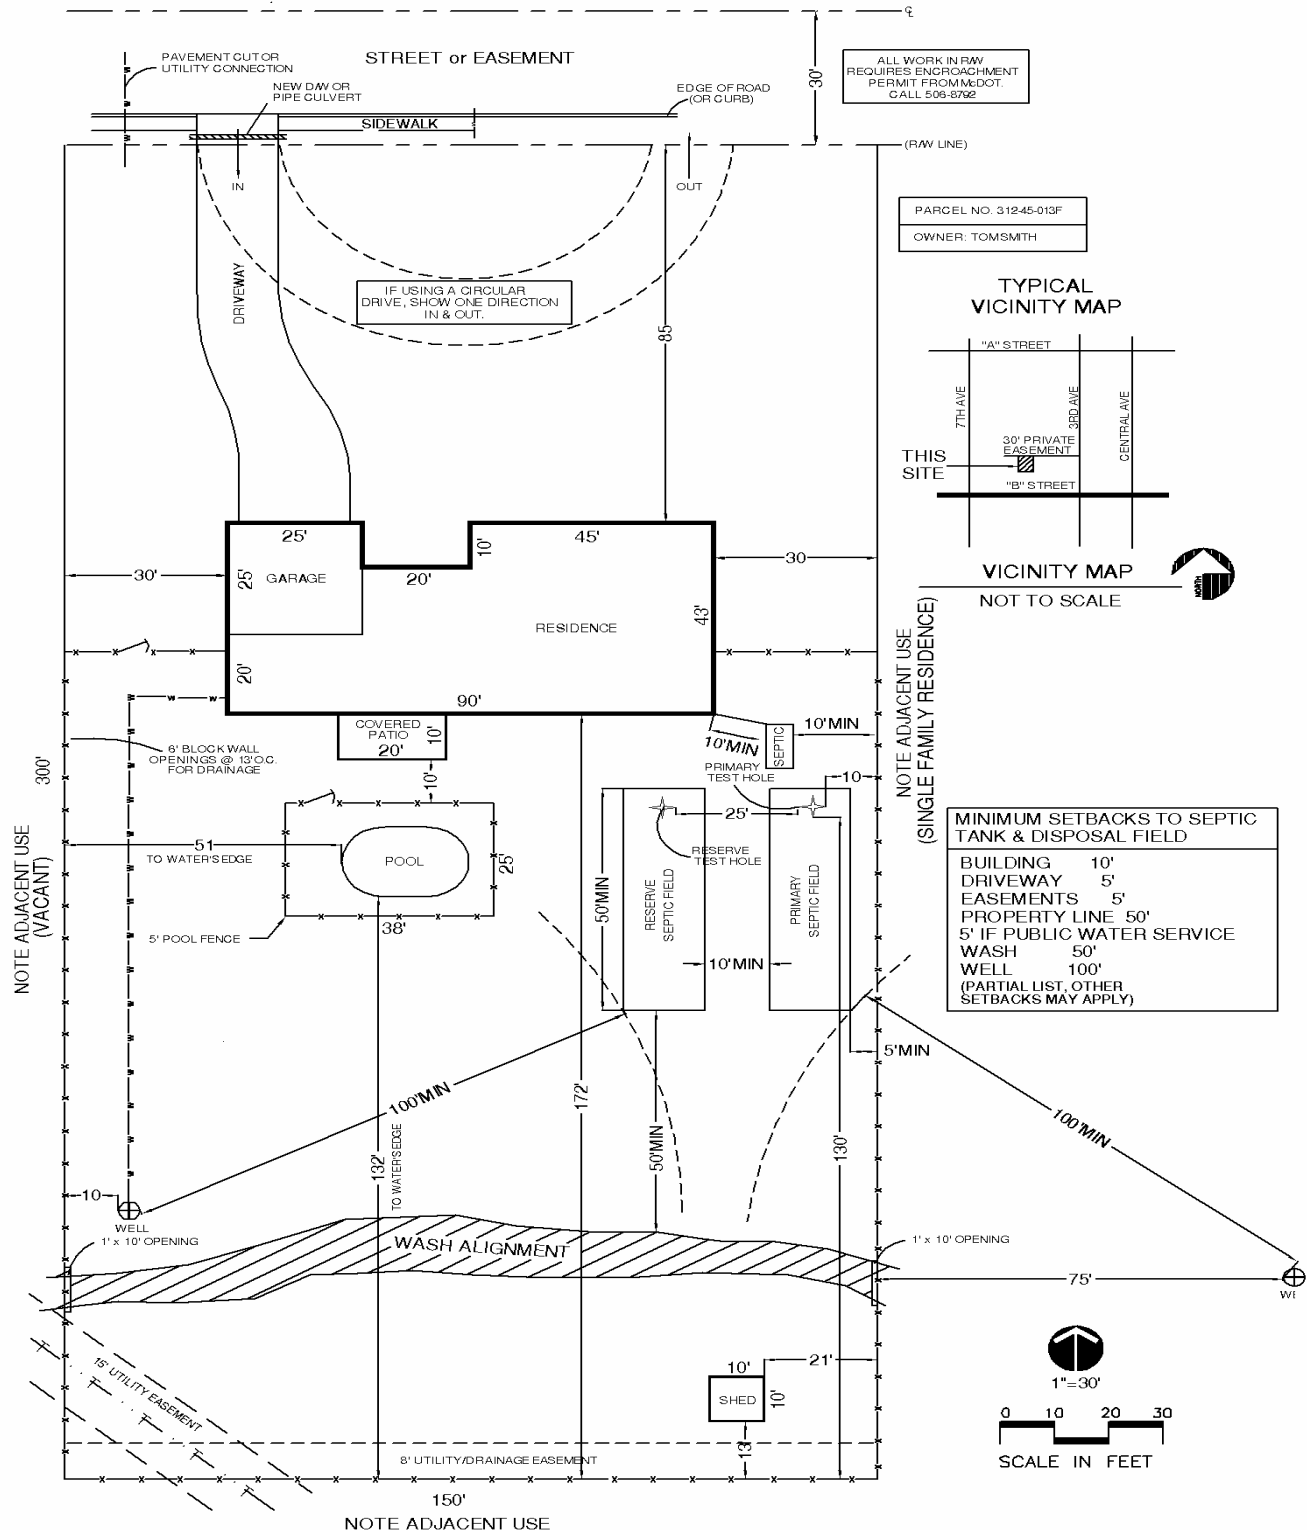 ℄
STREET or EASEMENT
PAVEMENT CUT OR
UTILITY CONNECTION
NEW D/W OR
PIPE CULVERT
EDGE OF ROAD
(OR CURB)
SIDEWALK
30'
ALL WORK IN R/W
REQUIRES ENCROACHMENT
PERMIT FROM McDOT.
CALL 506-8792
(R/W LINE)
IN
OUT
PARCEL NO. 312-45-013F
OWNER: TOM SMITH
DRIVEWAY
IF USING A CIRCULAR
DRIVE, SHOW ONE DIRECTION
IN & OUT.
85
TYPICAL
VICINITY MAP
"A" STREET
7TH AVE
3RD AVE
CENTRAL AVE
30' PRIVATE
EASEMENT
THIS
SITE
"B" STREET
VICINITY MAP
NOT TO SCALE
NORTH
25'
45'
10'
20'
30'
30
25'
GARAGE
RESIDENCE
43'
20'
90'
COVERED
PATIO
20'
10'
10'
6' BLOCK WALL
OPENINGS @ 13' O.C.
FOR DRAINAGE
300'
NOTE ADJACENT USE
(VACANT)
NOTE ADJACENT USE
(SINGLE FAMILY RESIDENCE)
10'MIN
10'MIN
SEPTIC
PRIMARY
TEST HOLE
10
25'
RESERVE
TEST HOLE
51
TO WATER'S EDGE
POOL
25'
38'
5' POOL FENCE
50'MIN
RESERVE
SEPTIC FIELD
PRIMARY
SEPTIC FIELD
10'MIN
MINIMUM SETBACKS TO SEPTIC
TANK & DISPOSAL FIELD
BUILDING 10'
DRIVEWAY 5'
EASEMENTS 5'
PROPERTY LINE 50'
5' IF PUBLIC WATER SERVICE
WASH 50'
WELL 100'
(PARTIAL LIST, OTHER
SETBACKS MAY APPLY)
5'MIN
100'MIN
172'
100'MIN
50'MIN
130'
132'
TO WATER'S EDGE
10
WELL
1' x 10' OPENING
WASH ALIGNMENT
1' x 10' OPENING
75'
WE
15' UTILITY EASEMENT
T
T
T
T
T
10'
21'
SHED
10'
13'
8' UTILITY/DRAINAGE EASEMENT
150'
NOTE ADJACENT USE
1"=30'
0 10 20 30
SCALE IN FEET